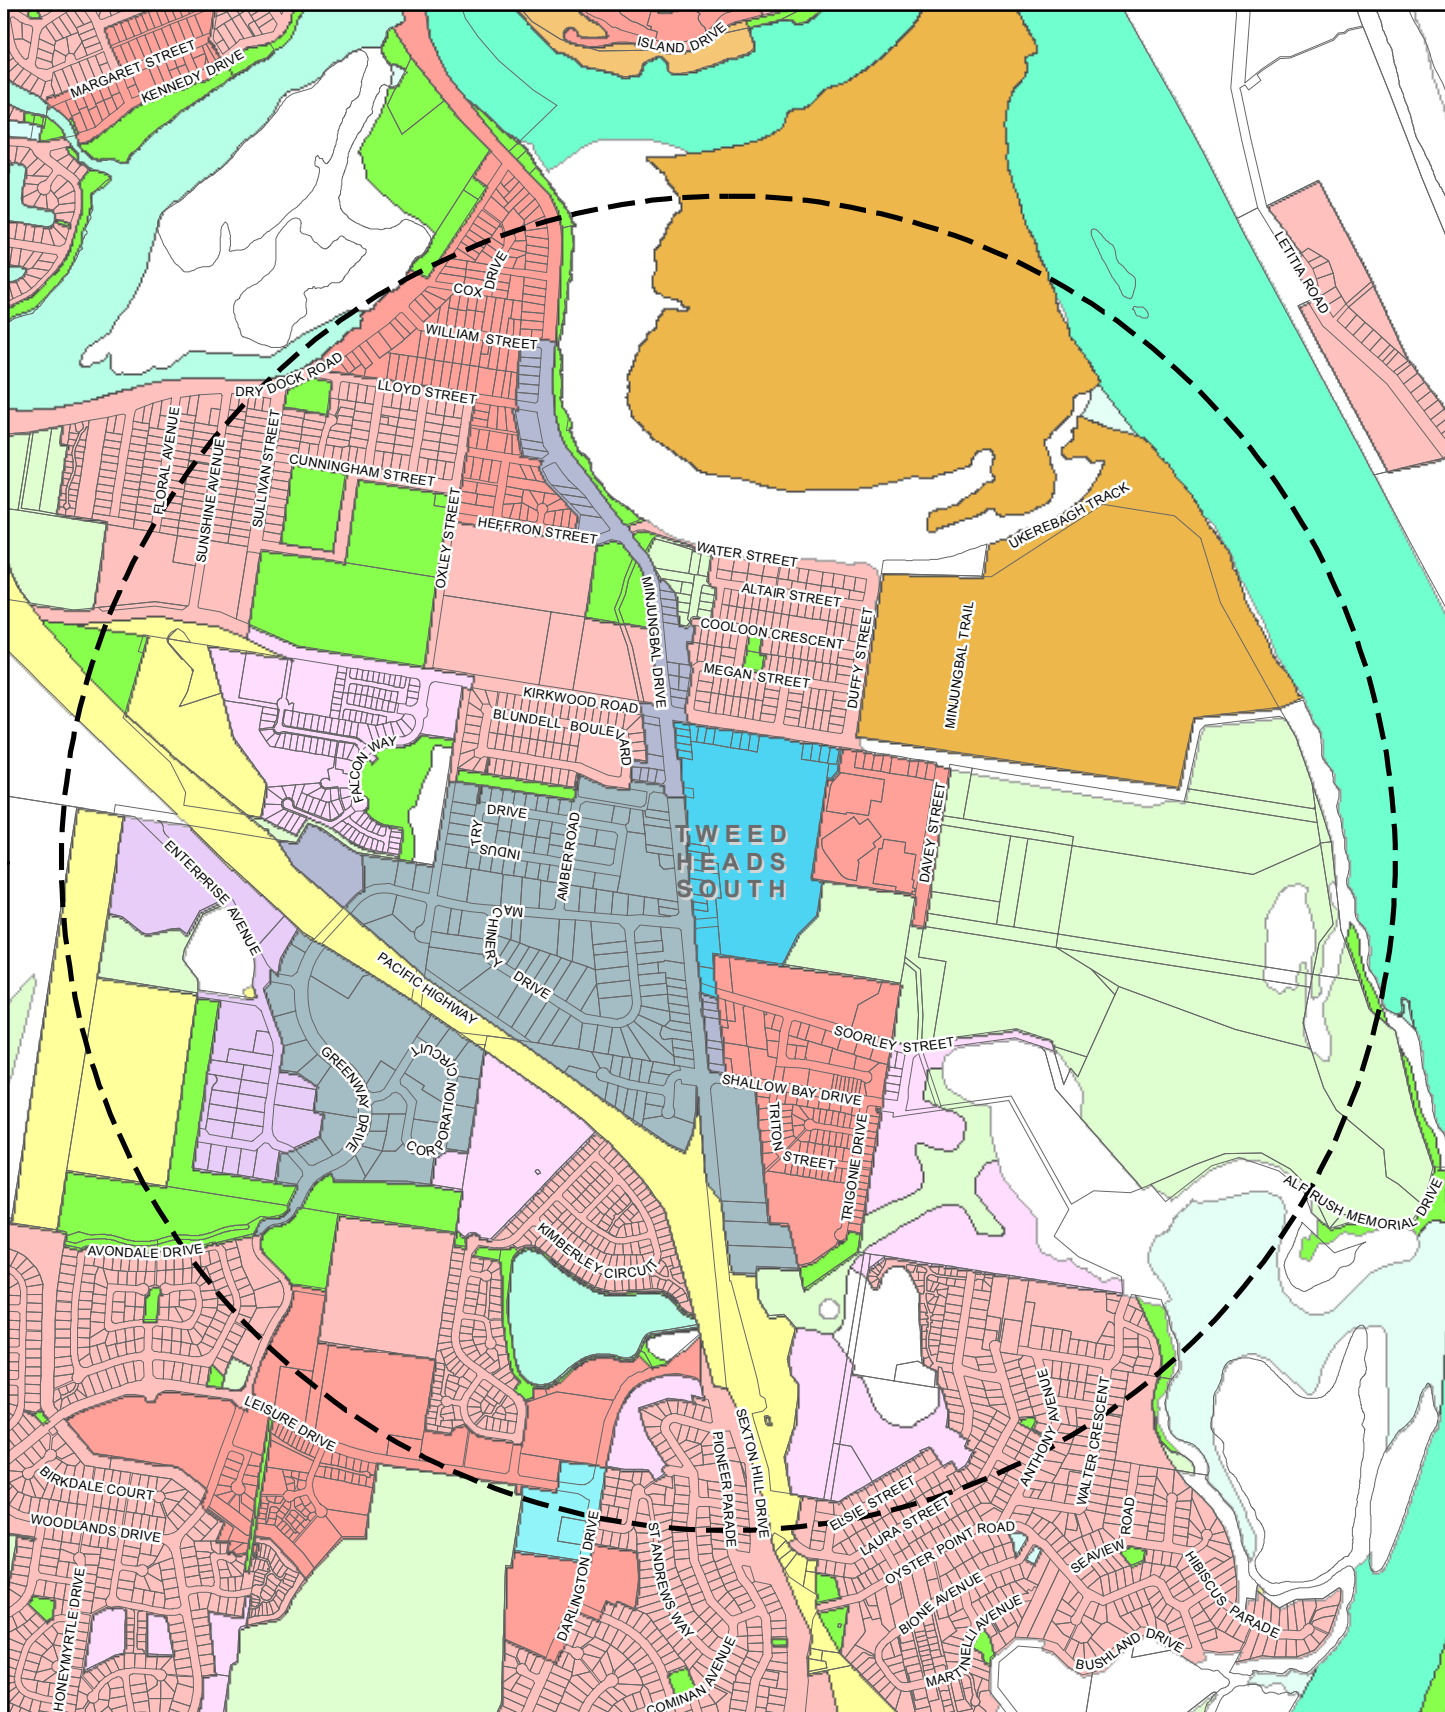 ISLAND DRIVE
MARGARET STREET
KENNEDY DRIVE
LETITIA ROAD
COX DRIVE
WILLIAM STREET
DRY DOCK ROAD
LLOYD STREET
FLORAL AVENUE
SUNSHINE AVENUE
SULLIVAN STREET
CUNNINGHAM STREET
OXLEY STREET
HEFFRON STREET
UKEREBAGH TRACK
WATER STREET
ALTAIR STREET
COOLOON CRESCENT
MEGAN STREET
DUFFY STREET
MINJUNGBAL TRAIL
MINJUNGBAL DRIVE
KIRKWOOD ROAD
BLUNDELL BOULEVARD
FALCON WAY
INDUSTRY DRIVE
AMBER ROAD
TWEED
HEADS
SOUTH
DAVEY STREET
ENTERPRISE AVENUE
MACHINERY DRIVE
PACIFIC HIGHWAY
SOORLEY STREET
GREENWAY DRIVE
CORPORATION CIRCUIT
SHALLOW BAY DRIVE
TRITON STREET
TRIGONIE DRIVE
ALF RUSH MEMORIAL DRIVE
AVONDALE DRIVE
KIMBERLEY CIRCUIT
LEISURE DRIVE
ANTHONY AVENUE
WALTER CRESCENT
SEXTON HILL DRIVE
PIONEER PARADE
BIRKDALE COURT
WOODLANDS DRIVE
ELSIE STREET
LAURA STREET
OYSTER POINT ROAD
SEAVIEW ROAD
HIBISCUS PARADE
DARLINGTON DRIVE
ST ANDREWS WAY
BIONE AVENUE
MARTINELLI AVENUE
BUSHLAND DRIVE
HONEYMYRTLE DRIVE
COMINAN AVENUE